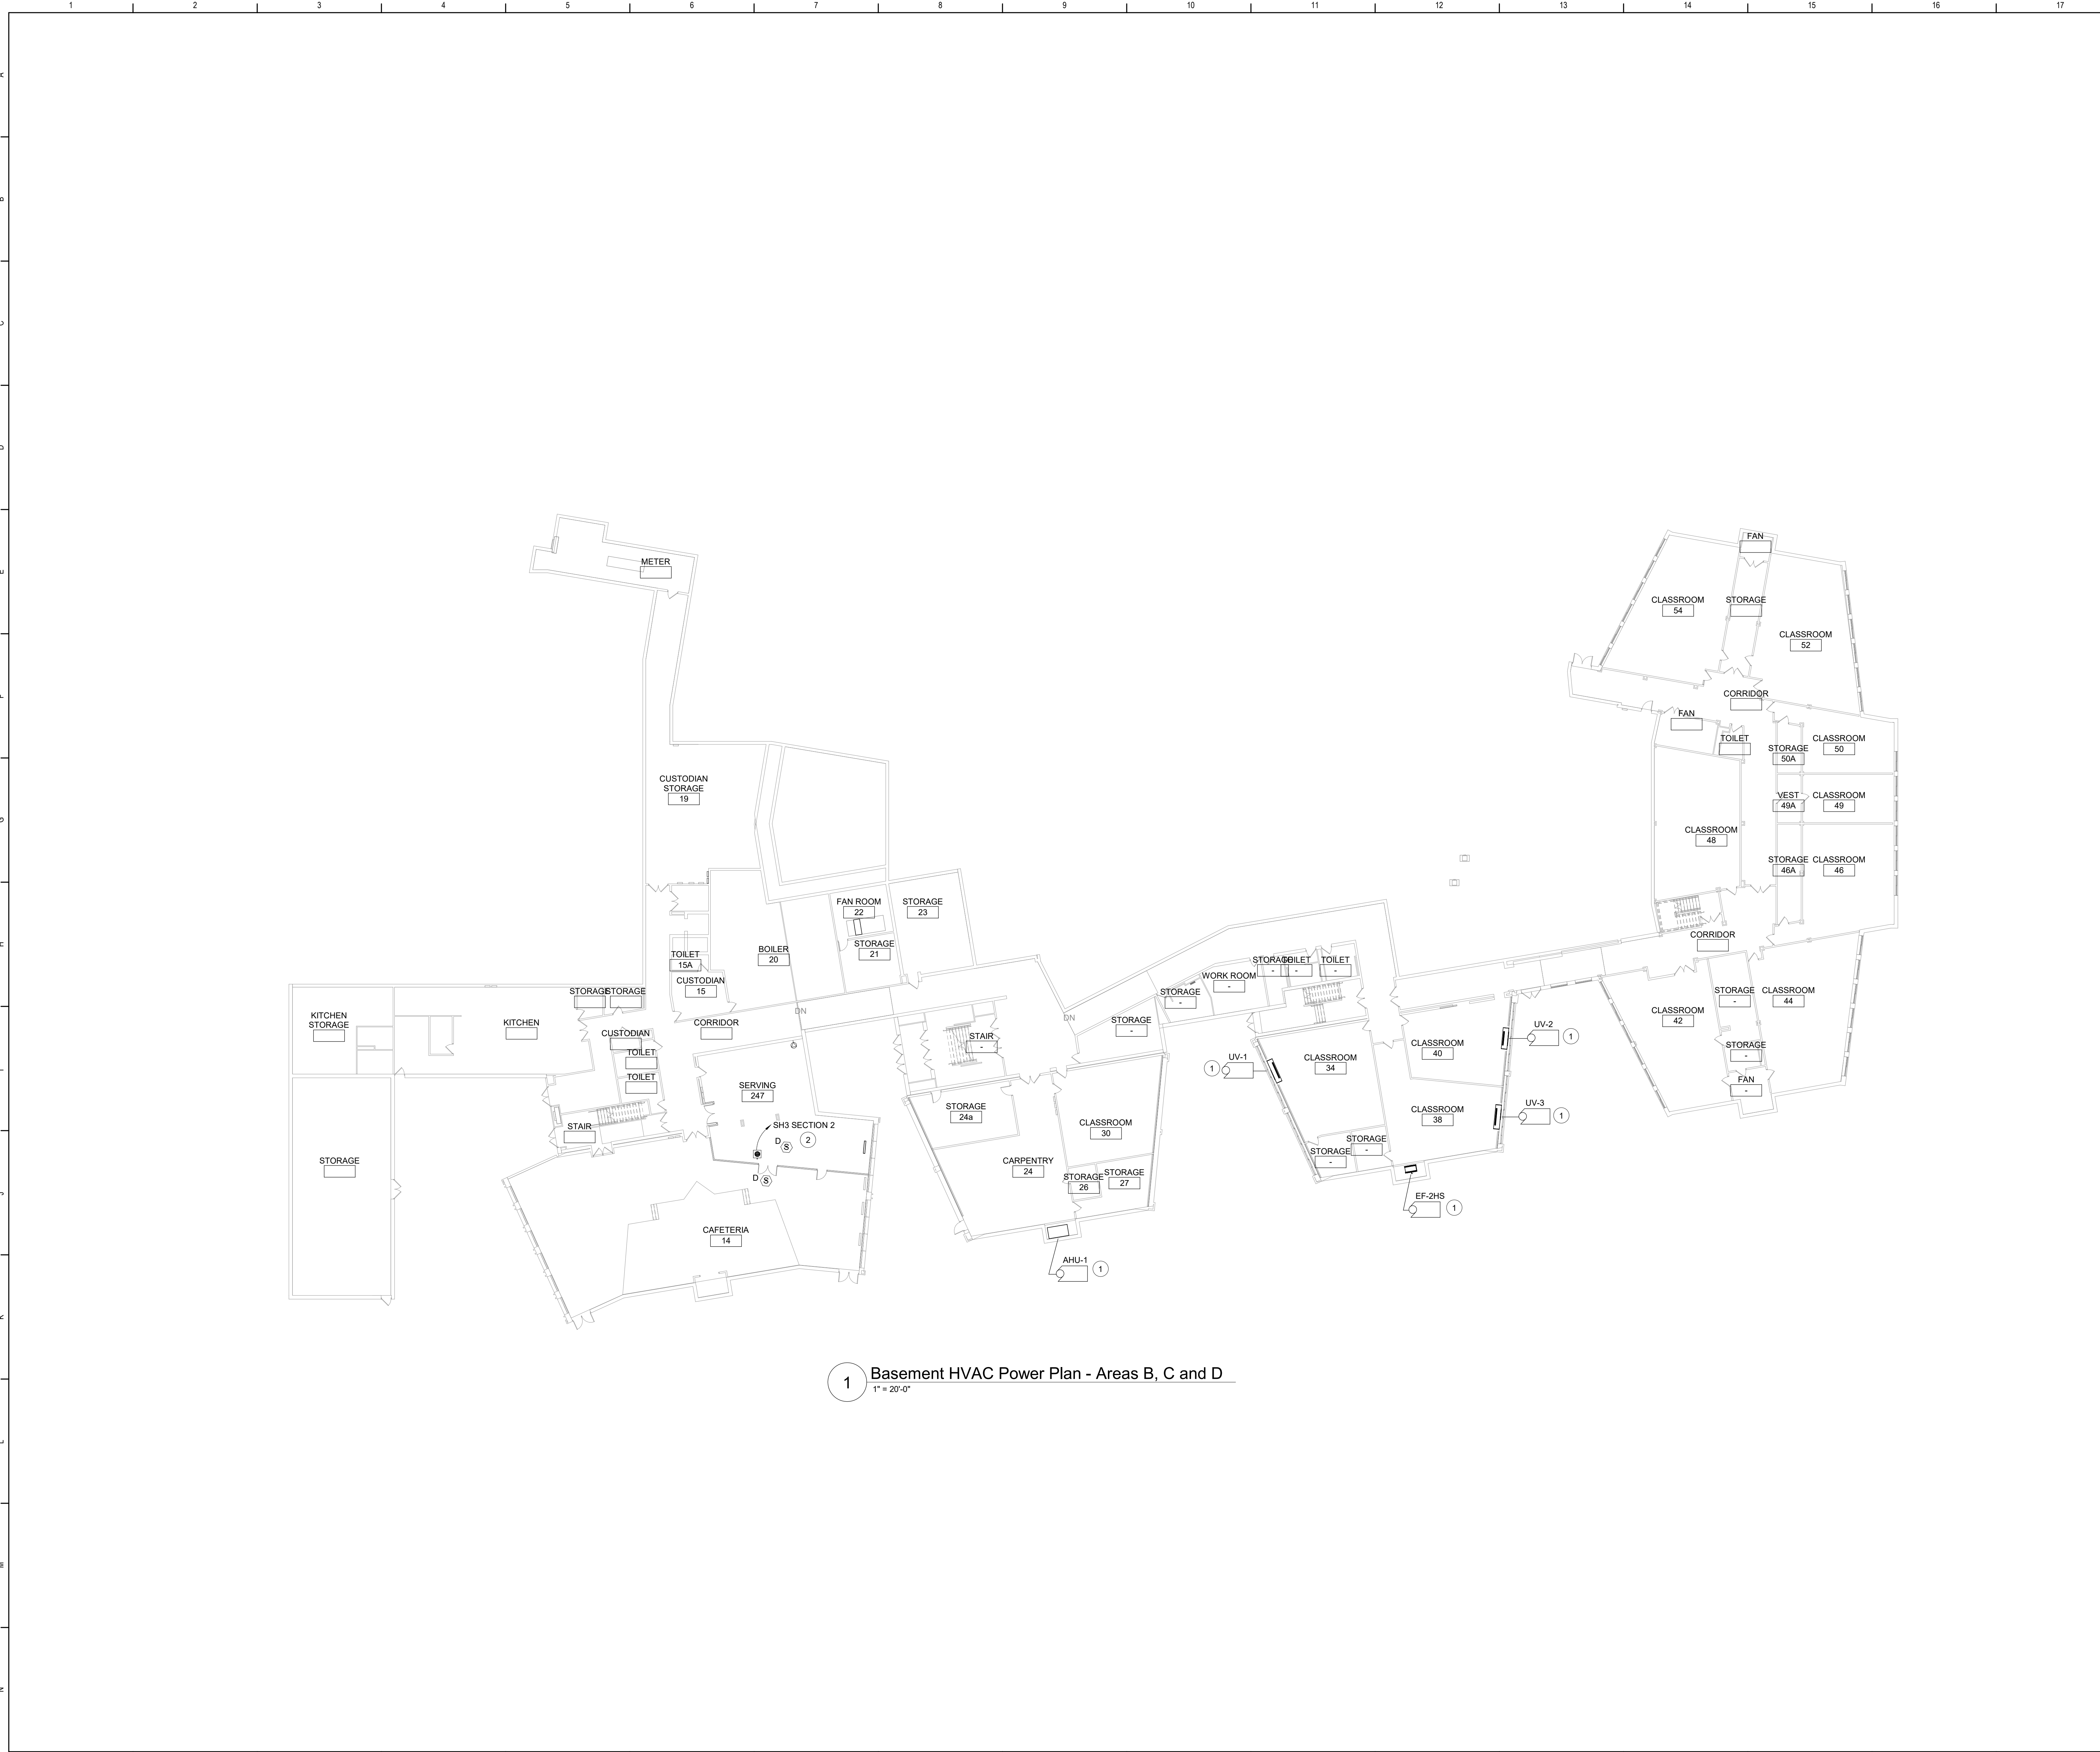 1 2 3 4 5 6 7 8 9 10 11 12 13 14 15 16 17
A
B
C
D
E
F
G
H
I
J
K
L
M
N
METER
FAN
CLASSROOM
54
STORAGE
CLASSROOM
52
CORRIDOR
FAN
TOILET
STORAGE
50A
CLASSROOM
50
CUSTODIAN
STORAGE
19
VEST
49A
CLASSROOM
49
CLASSROOM
48
STORAGE
46A
CLASSROOM
46
FAN ROOM
22
STORAGE
23
STORAGE
21
BOILER
20
TOILET
15A
CUSTODIAN
15
CORRIDOR
STORAGE
TOILET
TOILET
WORK ROOM
STORAGE
STORAGE
STORAGE
STORAGE
KITCHEN
STORAGE
KITCHEN
CORRIDOR
DN
DN
CUSTODIAN
TOILET
TOILET
STAIR
STAIR
STORAGE
STORAGE
CLASSROOM
44
CLASSROOM
42
STORAGE
FAN
SERVING
247
SH3 SECTION 2
2
D S
D S
STORAGE
CAFETERIA
14
STORAGE
24a
CLASSROOM
30
CARPENTRY
24
STORAGE
26
STORAGE
27
AHU-1
1
UV-1
1
CLASSROOM
34
CLASSROOM
40
UV-2
1
CLASSROOM
38
UV-3
1
STORAGE
STORAGE
EF-2HS
1
1
Basement HVAC Power Plan - Areas B, C and D
1" = 20'-0"